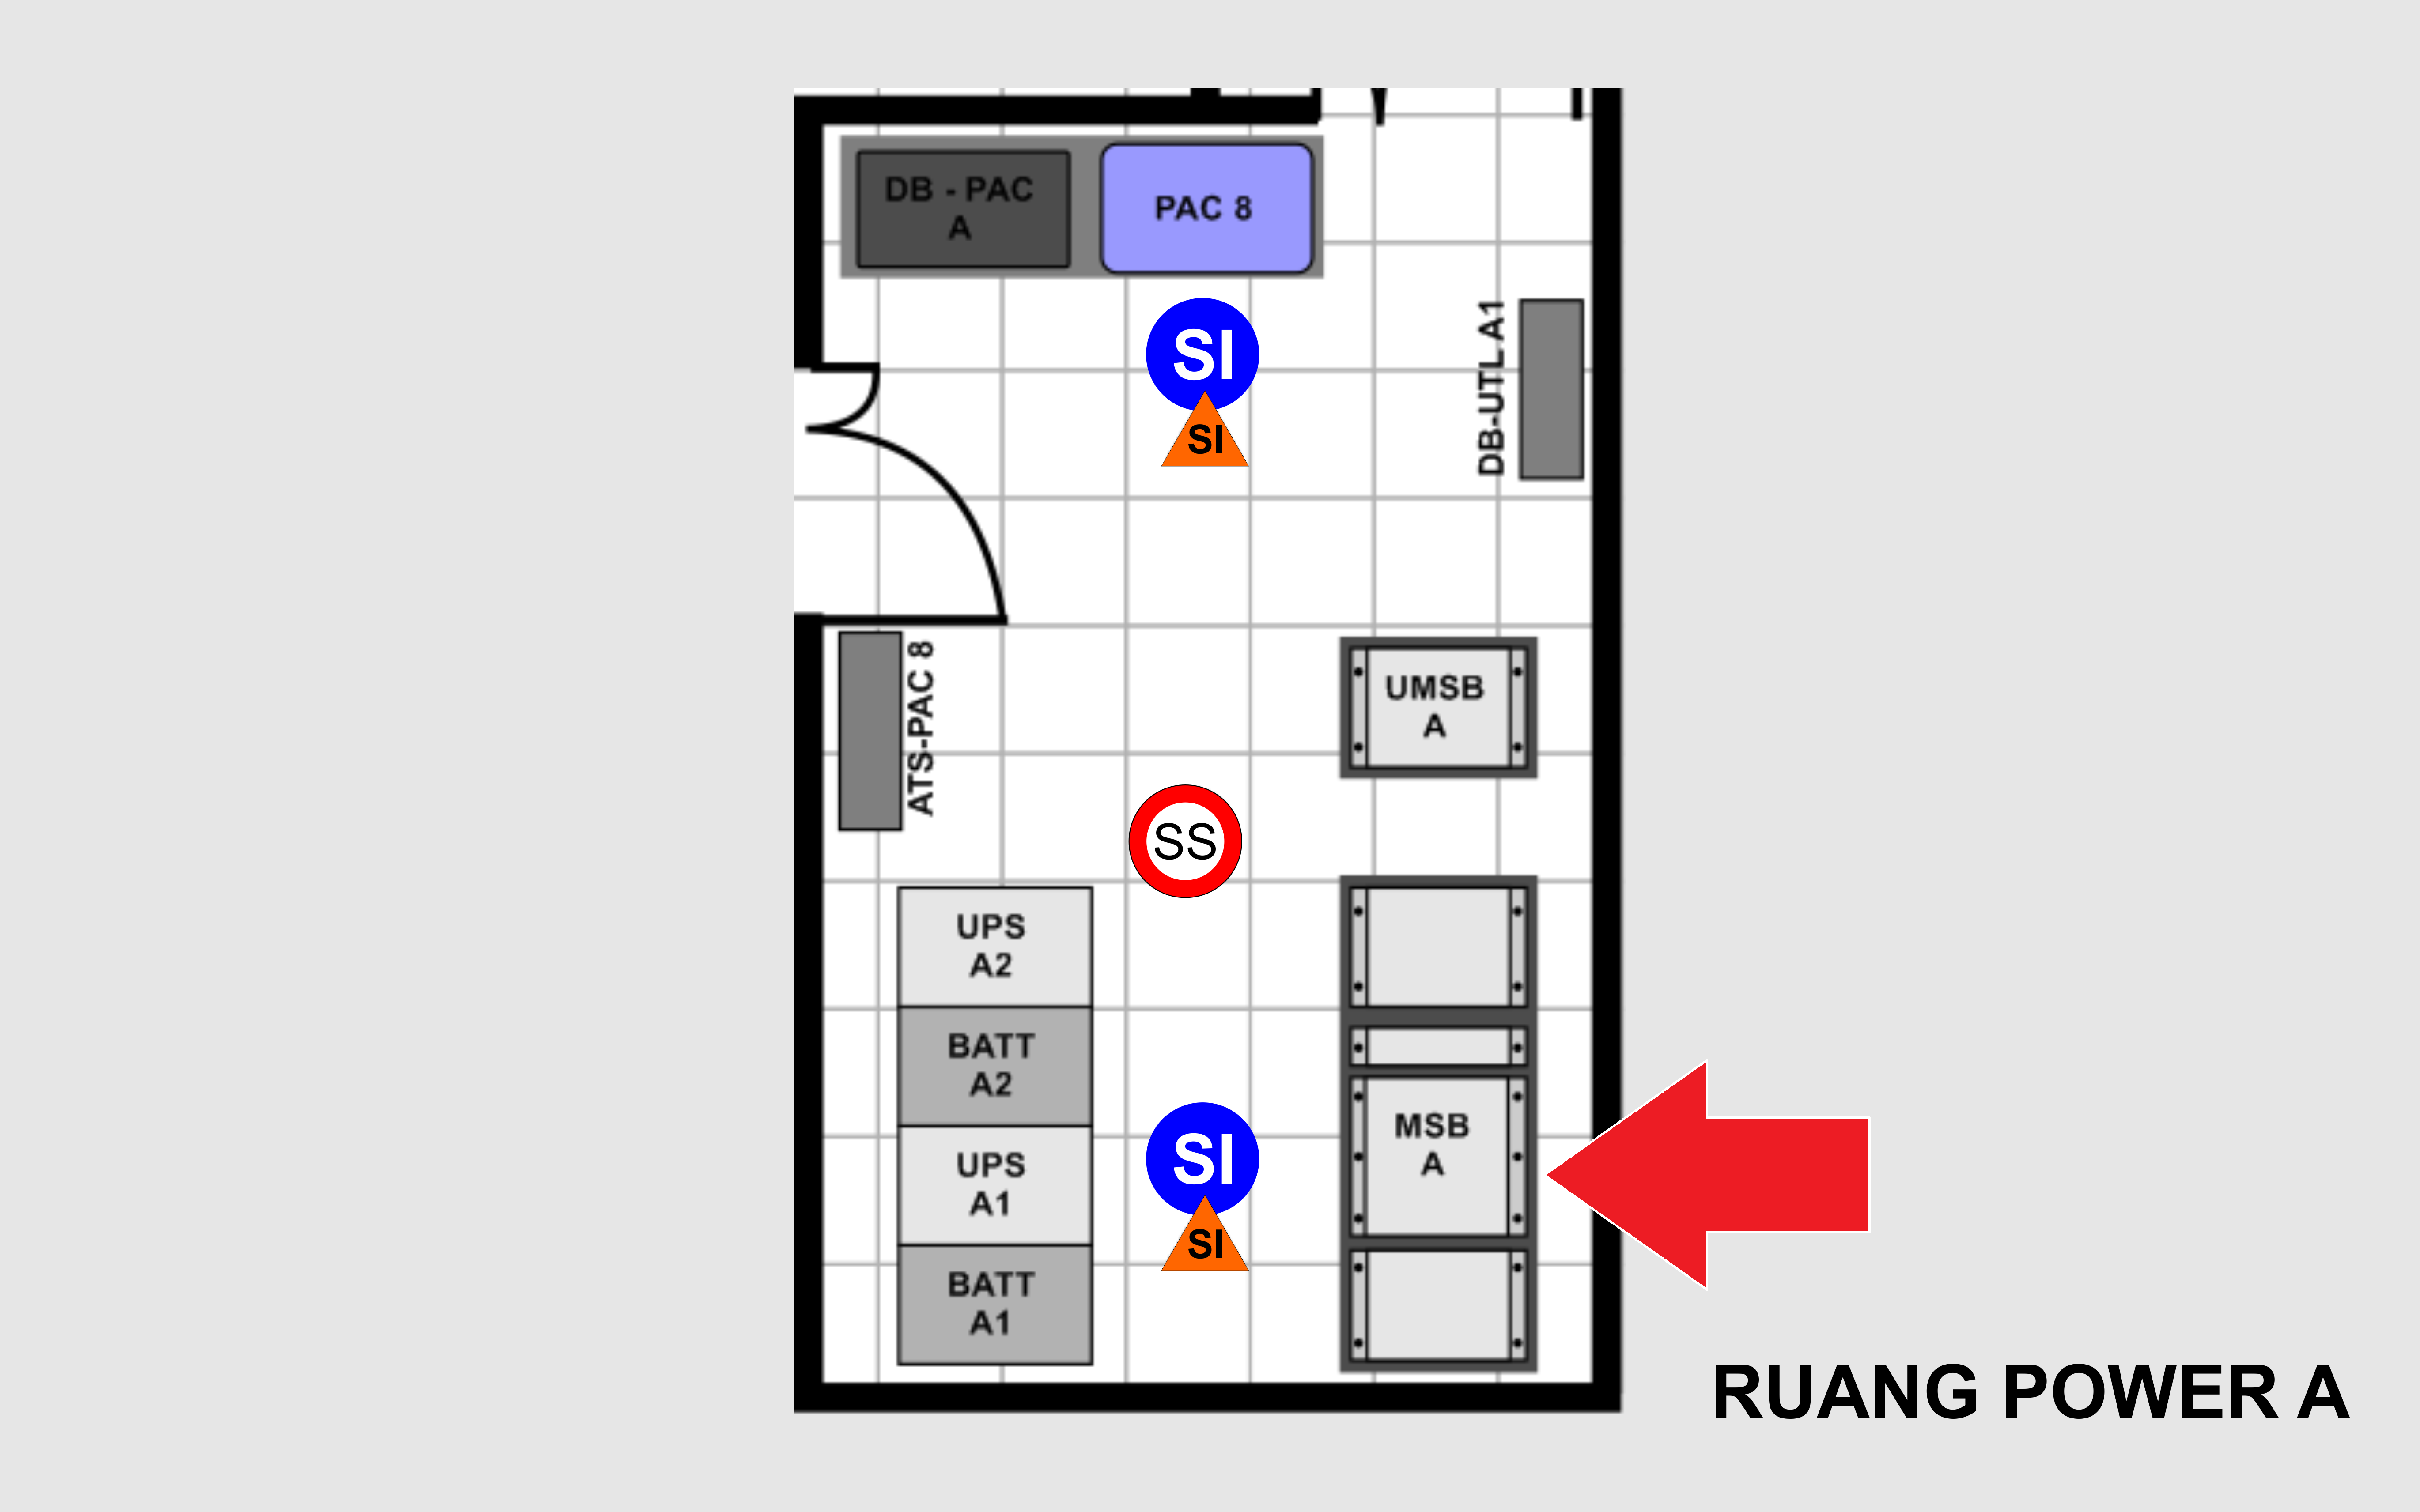 DB - PAC
A
PAC 8
SI
SI
DB-UTL A1
ATS-PAC 8
UMSB
A
SS
UPS
A2
BATT
A2
UPS
A1
BATT
A1
SI
SI
MSB
A
RUANG POWER A